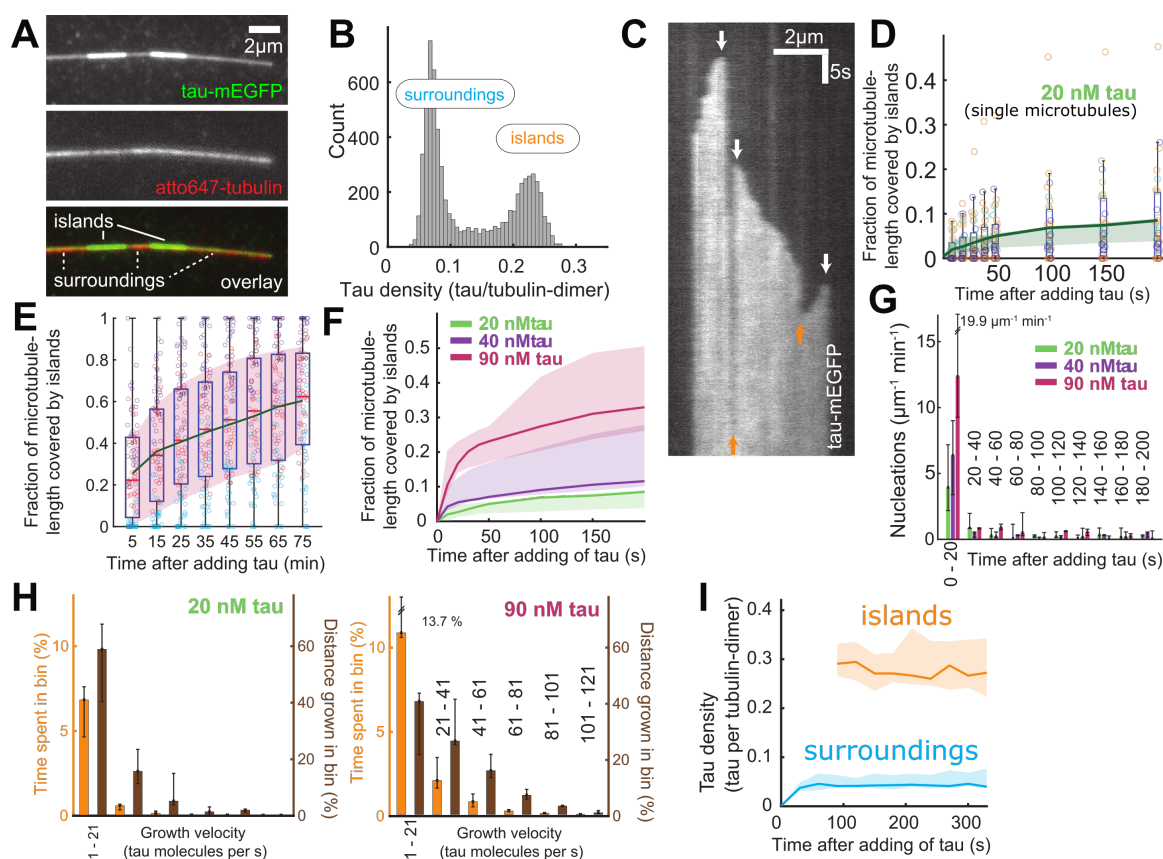 A
2µm
tau-mEGFP
atto647-tubulin
islands
surroundings
overlay
B
Count
600
400
200
0
surroundings
islands
0
0.1
0.2
0.3
Tau density (tau/tubulin-dimer)
C
2µm
5s
tau-mEGFP
D
Fraction of microtubule-
length covered by islands
0.4
0.3
0.2
0.1
0
20 nM tau
(single microtubules)
50
100
150
Time after adding tau (s)
E
Fraction of microtubule-
length covered by islands
1
0.8
0.6
0.4
0.2
0
5 15 25 35 45 55 65 75
Time after adding tau (min)
F
20 nMtau
40 nMtau
90 nM tau
Fraction of microtubule-
length covered by islands
0.5
0.4
0.3
0.2
0.1
0
0
50
100
150
Time after adding of tau (s)
G
19.9 µm⁻¹ min⁻¹
20 nMtau
40 nMtau
90 nM tau
Nucleations (µm⁻¹ min⁻¹)
10
5
0
0 - 20
20 - 40
40 - 60
60 - 80
80 - 100
100 - 120
120 - 140
140 - 160
160 - 180
180 - 200
Time after adding tau (s)
H
20 nM tau
Time spent in bin (%)
10
5
0
Distance grown in bin (%)
60
40
20
0
1 - 21
Growth velocity
(tau molecules per s)
90 nM tau
13.7 %
Time spent in bin (%)
10
5
0
Distance grown in bin (%)
60
40
20
0
1 - 21
21 - 41
41 - 61
61 - 81
81 - 101
101 - 121
Growth velocity
(tau molecules per s)
I
islands
surroundings
Tau density
(tau per tubulin-dimer)
0.4
0.3
0.2
0.1
0
0
100
200
300
Time after adding of tau (s)